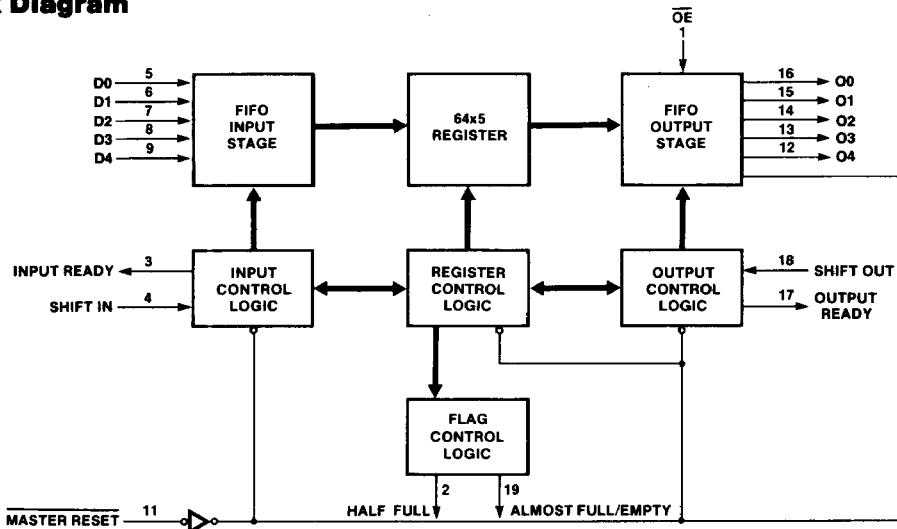 Diagram
OE
1
D0 5
D1 6
D2 7
D3 8
D4 9
FIFO
INPUT
STAGE
64x5
REGISTER
FIFO
OUTPUT
STAGE
16 O0
15 O1
14 O2
13 O3
12 O4
INPUT READY 3
SHIFT IN 4
INPUT
CONTROL
LOGIC
REGISTER
CONTROL
LOGIC
OUTPUT
CONTROL
LOGIC
18 SHIFT OUT
17 OUTPUT
READY
FLAG
CONTROL
LOGIC
2 19
HALF FULL ALMOST FULL/EMPTY
MASTER RESET 11